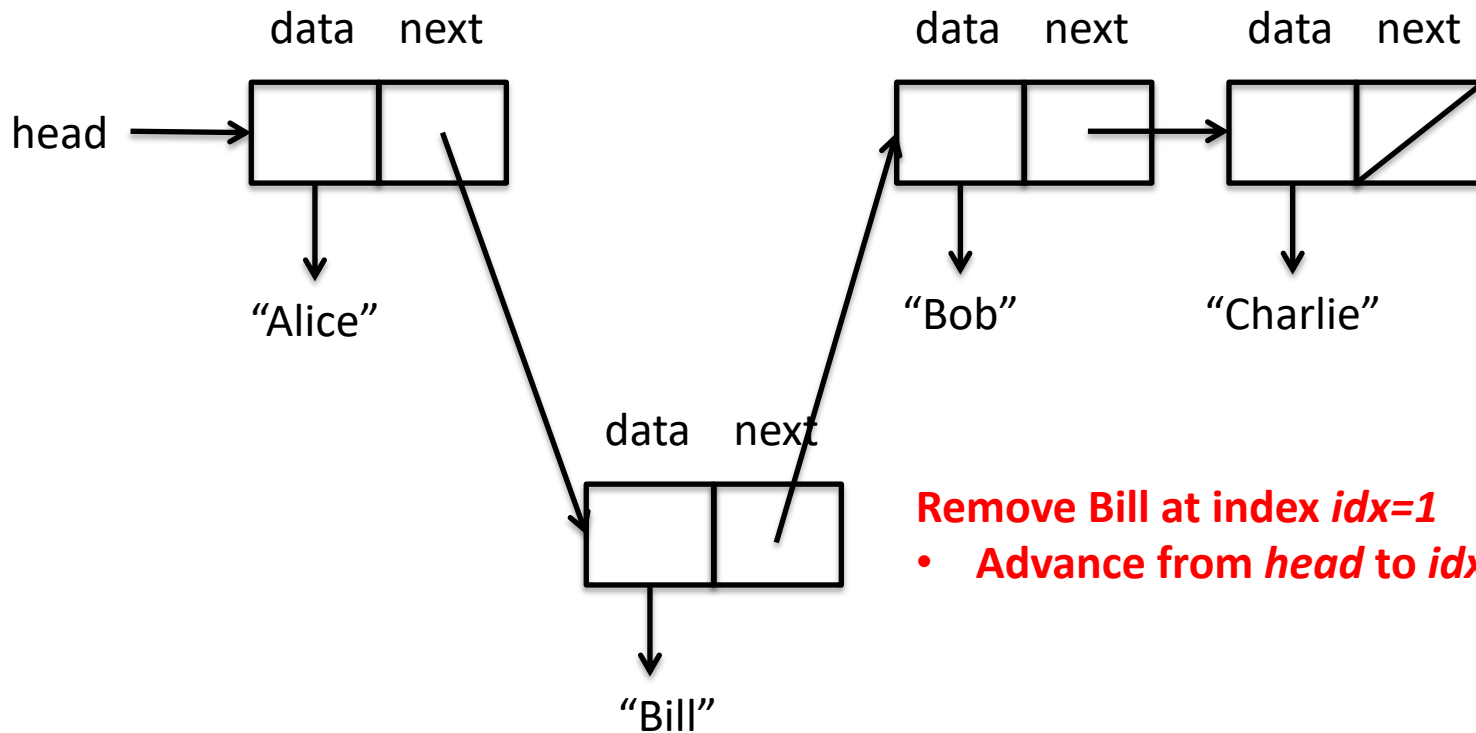 data next
data next
data next
head
“Alice”
“Bob”
“Charlie”
data next
Remove Bill at index idx=1
• Advance from head to idx
“Bill”